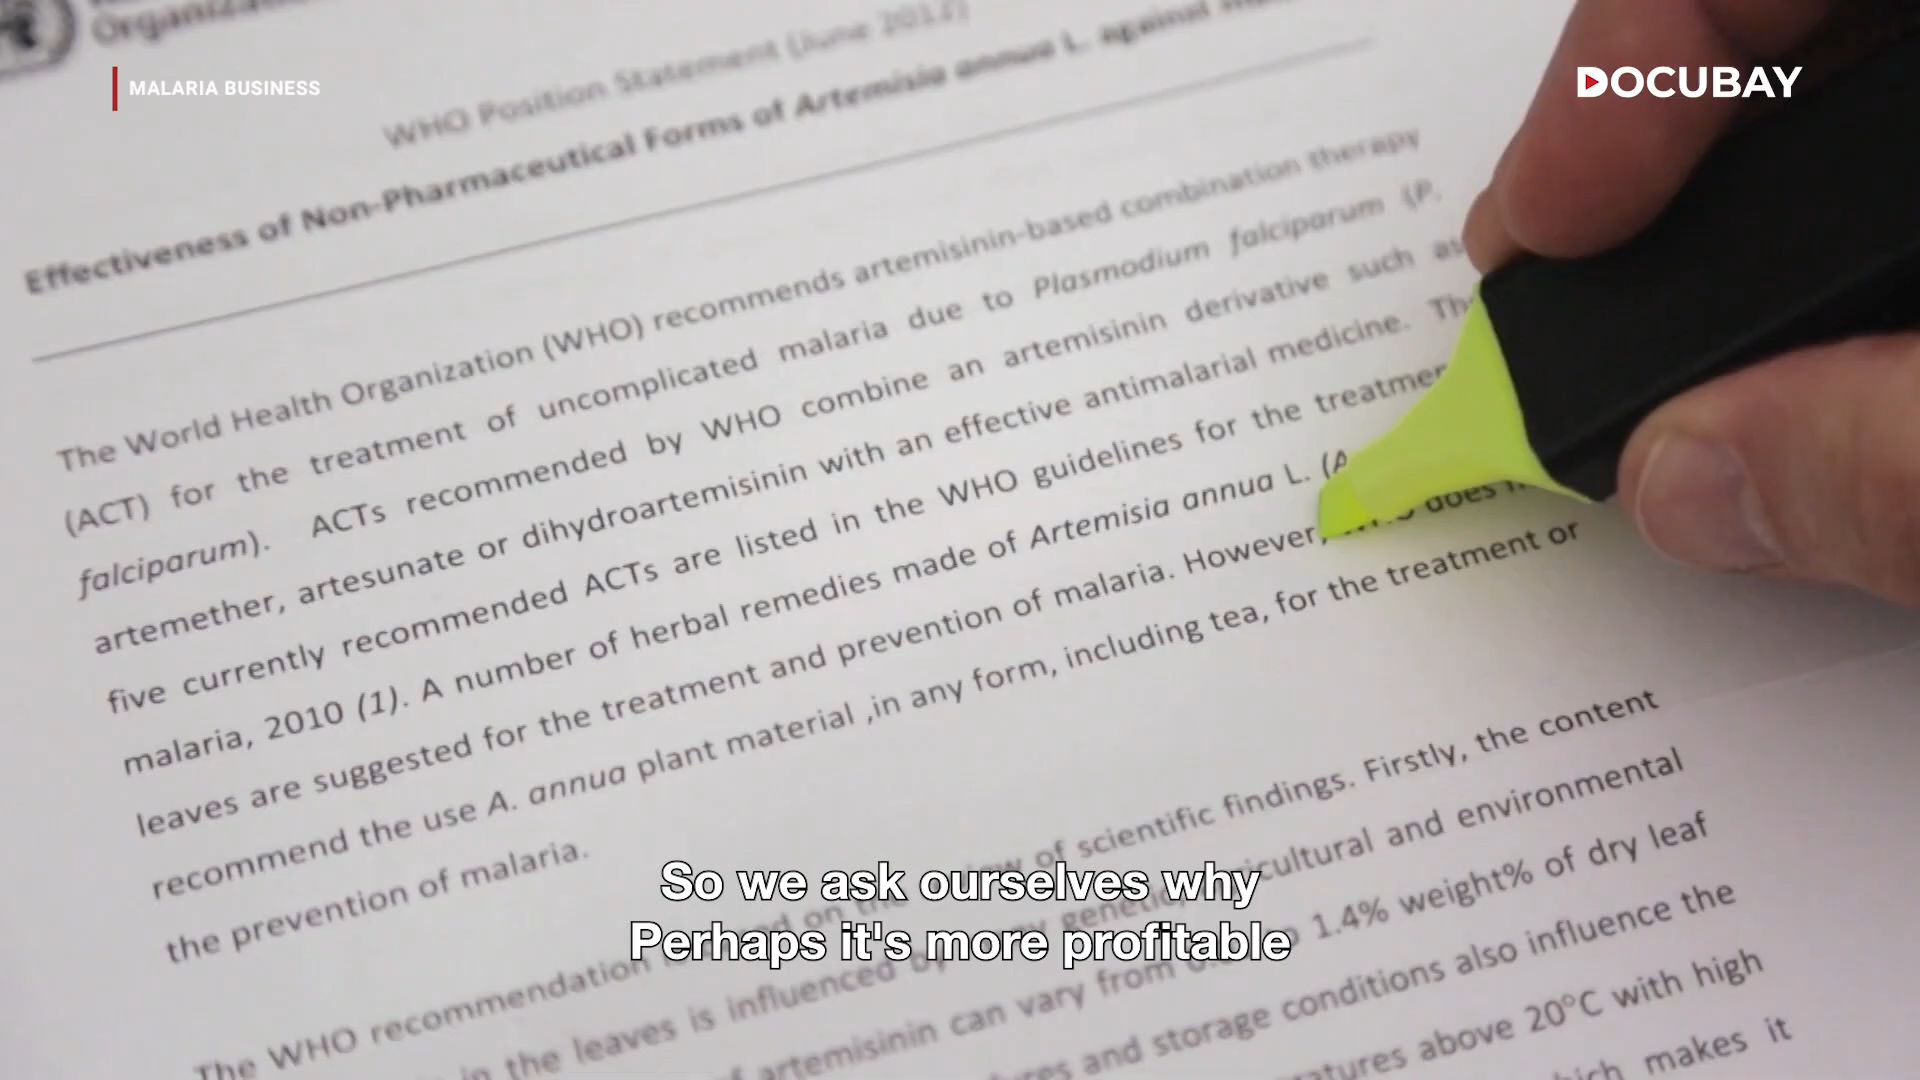 Organization
MALARIA BUSINESS
DOCUBAY
WHO Position Statement (June 2012)
Effectiveness of Non-Pharmaceutical Forms of Artemisia annua L. against
The World Health Organization (WHO) recommends artemisinin-based combination therapy
(ACT) for the treatment of uncomplicated malaria due to Plasmodium falciparum (P.
falciparum). ACTs recommended by WHO combine an artemisinin derivative such as
artemether, artesunate or dihydroartemisinin with an effective antimalarial medicine. The
five currently recommended ACTs are listed in the WHO guidelines for the
malaria, 2010 (1). A number of herbal remedies made of Artemisia annua L. (A
leaves are suggested for the treatment and prevention of malaria. However, does
recommend the use A. annua plant material ,in any form, including tea, for the treatment or
the prevention of malaria.
The WHO recommendation on of scientific findings. Firstly, the content
in the leaves is influenced by genetic and environmental
artemisinin can vary from 1.4% weight% of dry leaf
and storage conditions also influence the
above 20°C with high
makes it
So we ask ourselves why
Perhaps it's more profitable